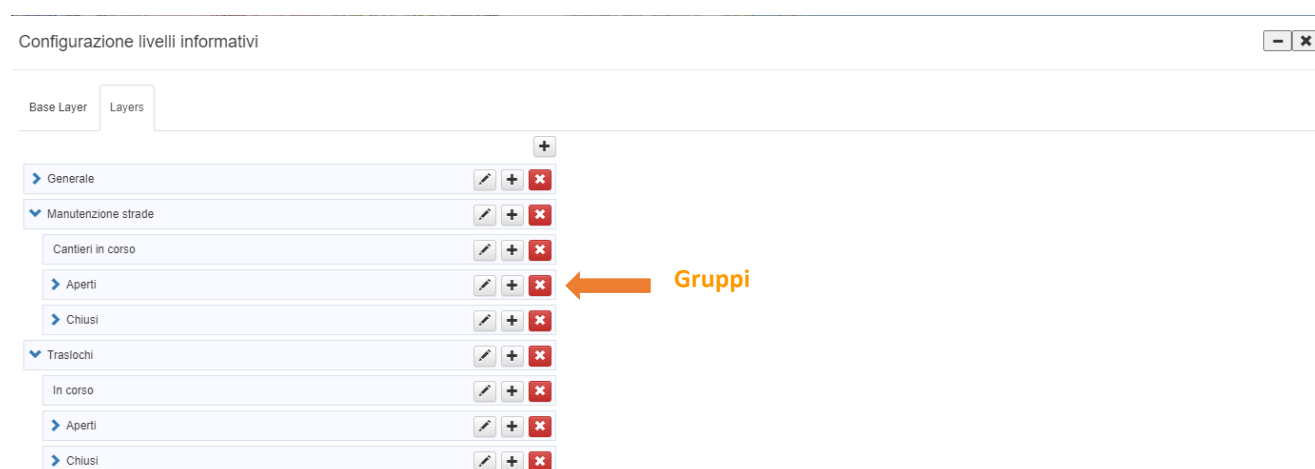 Configurazione livelli informativi
Base Layer Layers
Generale
Manutenzione strade
Cantieri in corso
Aperti
Gruppi
Chiusi
Traslochi
In corso
Aperti
Chiusi